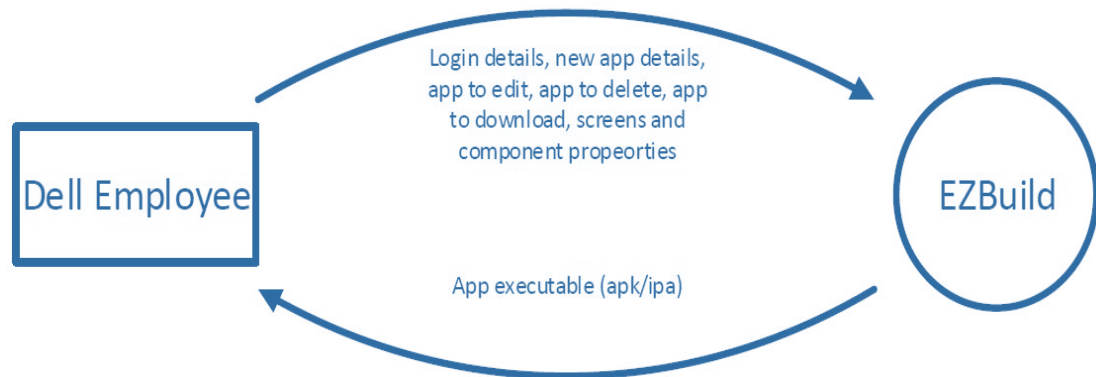 Login details, new app details,
app to edit, app to delete, app
to download, screens and
component propeorties
Dell Employee
EZBuild
App executable (apk/ipa)